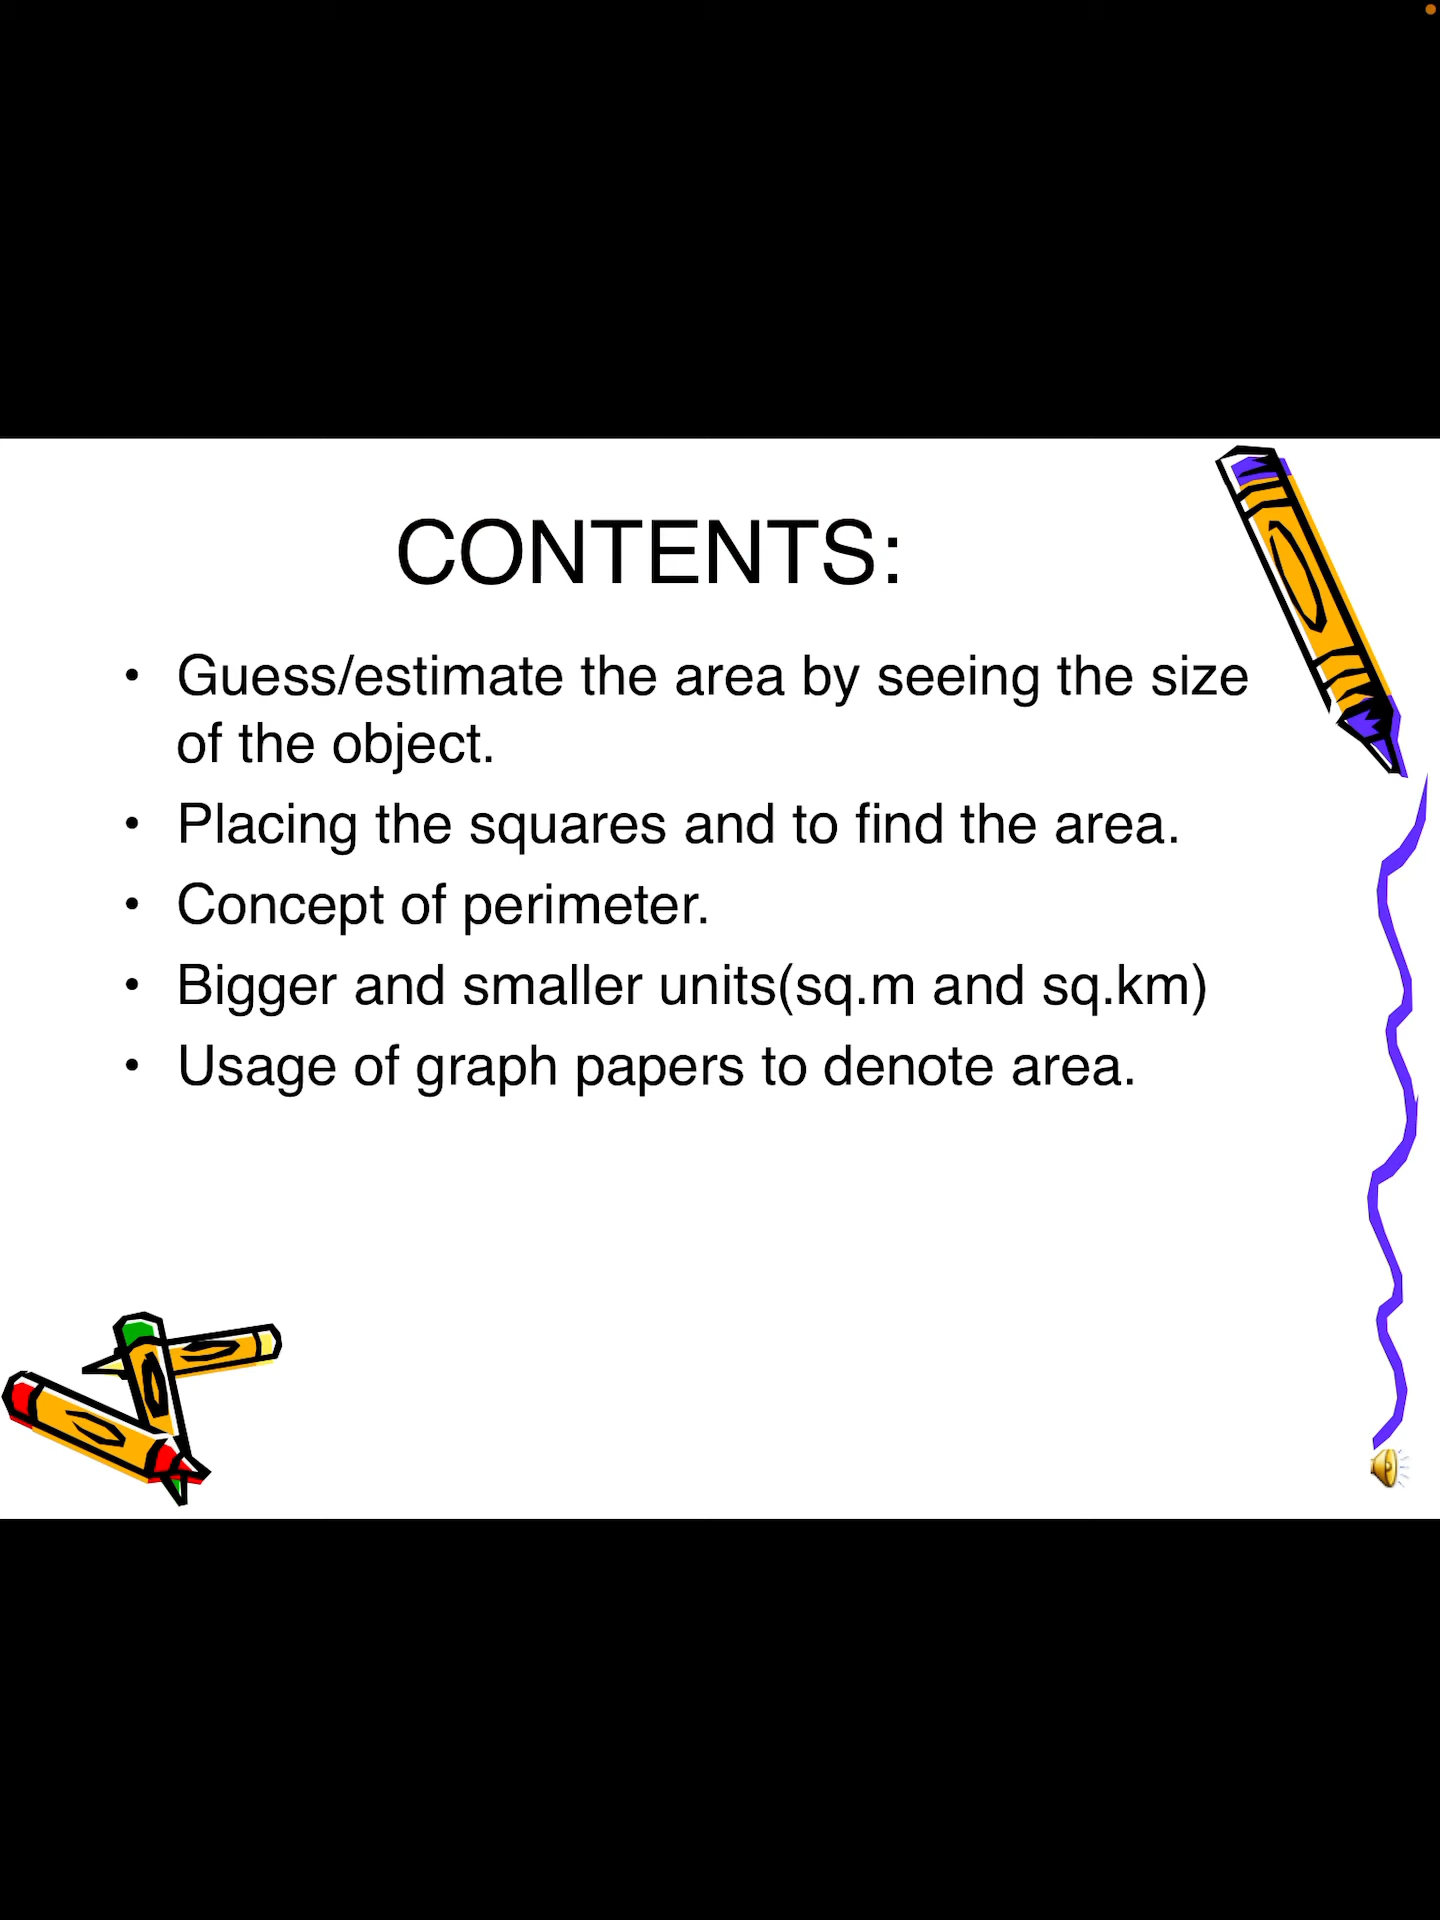 CONTENTS:
• Guess/estimate the area by seeing the size
of the object.
• Placing the squares and to find the area.
• Concept of perimeter.
• Bigger and smaller units(sq.m and sq.km)
• Usage of graph papers to denote area.